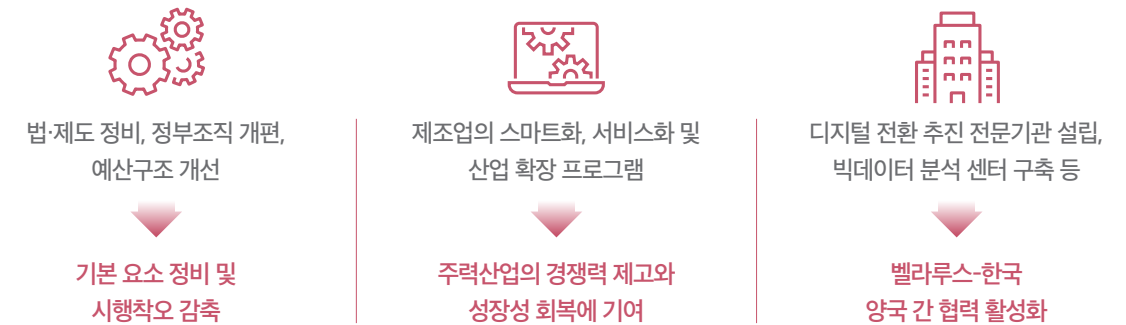 법·제도 정비, 정부조직 개편,
예산구조 개선
기본 요소 정비 및
시행착오 감축
제조업의 스마트화, 서비스화 및
산업 확장 프로그램
주력산업의 경쟁력 제고와
성장성 회복에 기여
디지털 전환 추진 전문기관 설립,
빅데이터 분석 센터 구축 등
벨라루스-한국
양국 간 협력 활성화